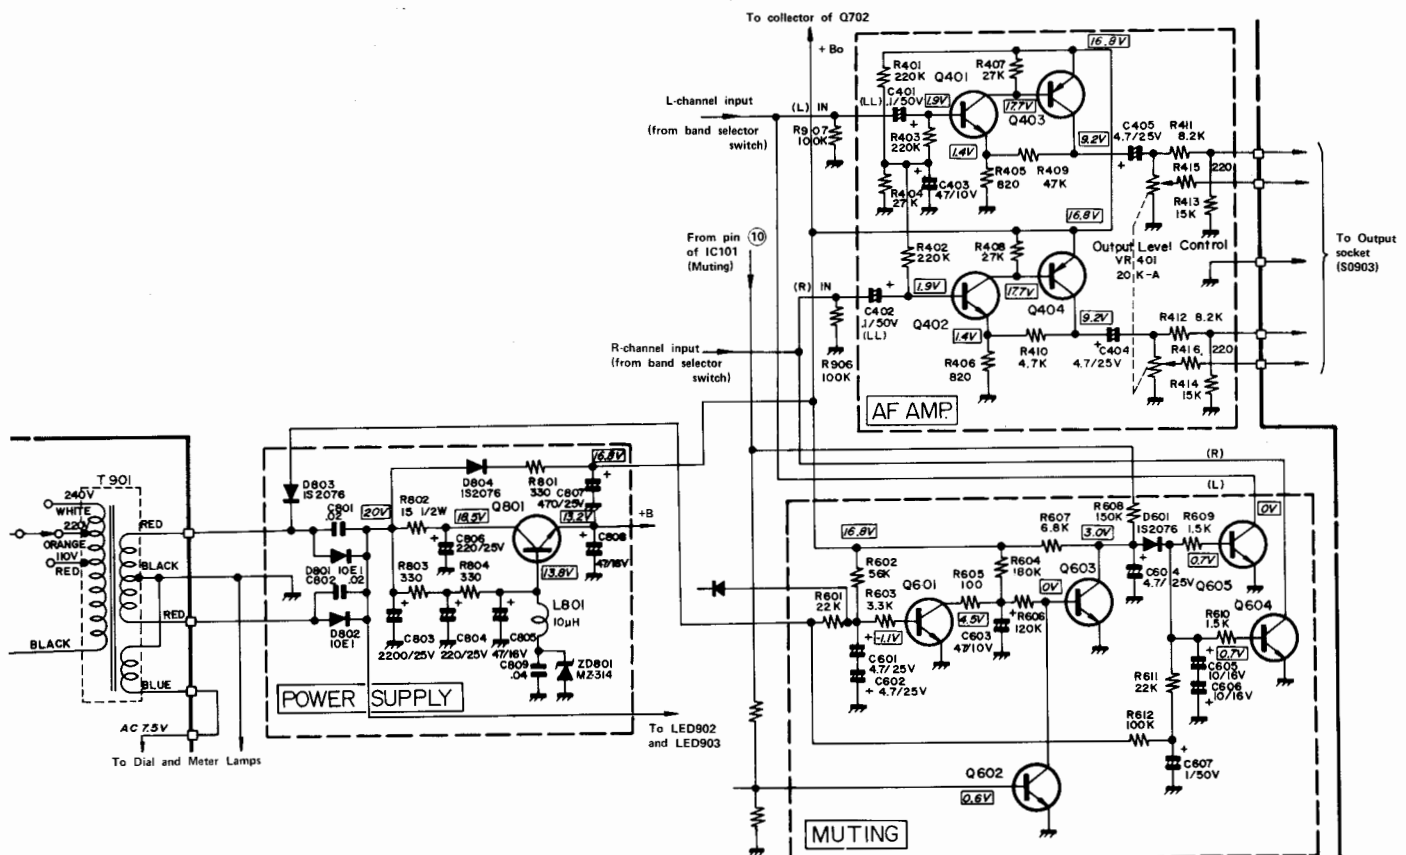 To collector of Q702
+ Bo
16.8V
R401
220K
R407
27K
Q401
C401
(LL) .1/50V
1.9V
17.7V
Q403
L-channel input
(from band selector
switch)
(L) IN
R907
100K
R403
220K
1.4V
9.2V
C405
4.7/25V
R411
8.2K
R415
220
R413
15K
R404
27K
C403
47/10V
R405
820
R409
47K
16.8V
From pin 10
of IC101
(Muting)
R402
220K
R408
27K
Output Level Control
VR401
20K-A
To Output
socket
(S0903)
(R) IN
1.9V
17.7V
Q404
C402
.1/50V
(LL)
Q402
1.4V
9.2V
C404
4.7/25V
R412 8.2K
R416
220
R414
15K
R-channel input
(from band selector
switch)
R906
100K
R406
820
R410
4.7K
AF AMP.
T901
240V
WHITE
220V
ORANGE
110V
RED
BLACK
RED
BLACK
RED
BLUE
AC 7.5V
To Dial and Meter Lamps
D803
1S2076
C801
.02
D801 10E1
C802 .02
D802
10E1
20V
D804
1S2076
R801
330
C807
470/25V
16.8V
R802
15 1/2W
18.5V
Q801
13.2V
+B
C806
220/25V
C808
47/16V
13.8V
R803
330
R804
330
L801
10μH
C803
2200/25V
C804
220/25V
C805
47/16V
C809
.04
ZD801
MZ-314
POWER SUPPLY
To LED902
and LED903
(R)
(L)
16.8V
R607
6.8K
R608
150K
D601
1S2076
R609
1.5K
0V
3.0V
0.7V
Q605
R602
56K
Q601
R605
100
R604
180K
0V
Q603
C604
4.7/25V
R601
22K
R603
3.3K
-1.1V
4.5V
C603
47/10V
R606
120K
R610
1.5K
Q604
0.7V
C601
4.7/25V
C602
4.7/25V
C605
10/16V
C606
10/16V
R611
22K
R612
100K
C607
1/50V
Q602
0.6V
MUTING